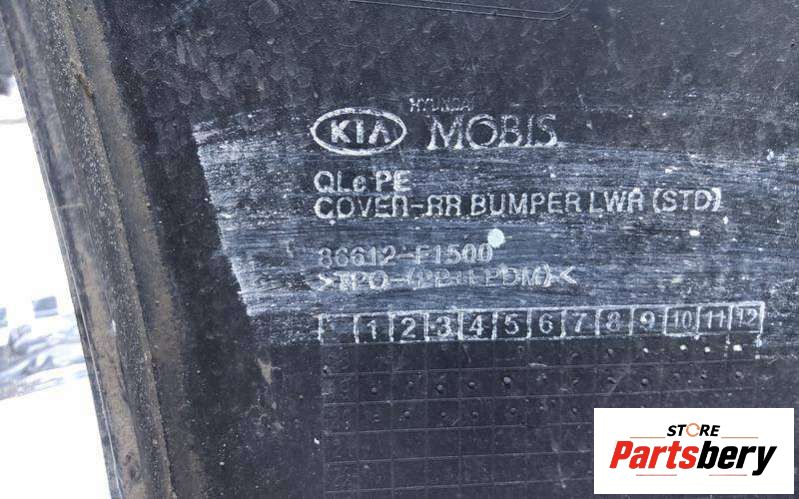 HYUNDAI
KIA MOBIS
QLe PE
COVER-RR BUMPER LWR (STD)
86612-F1500
>TPO-(PP+EPDM)<
1 2 3 4 5 6 7 8 9 10 11 12
STORE
Partsbery